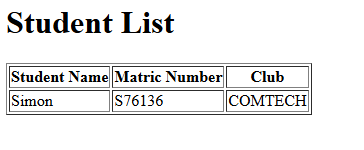 Student List
Student Name Matric Number Club
Simon S76136 COMTECH